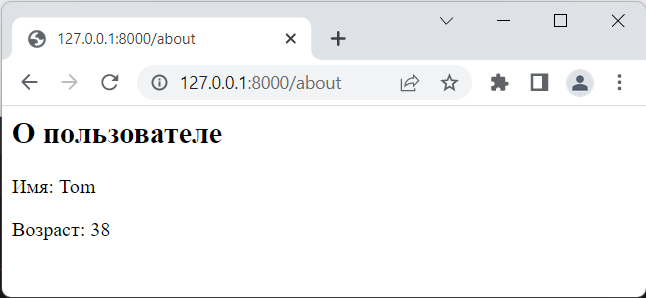 127.0.0.1:8000/about
127.0.0.1:8000/about
О пользователе
Имя: Tom
Возраст: 38